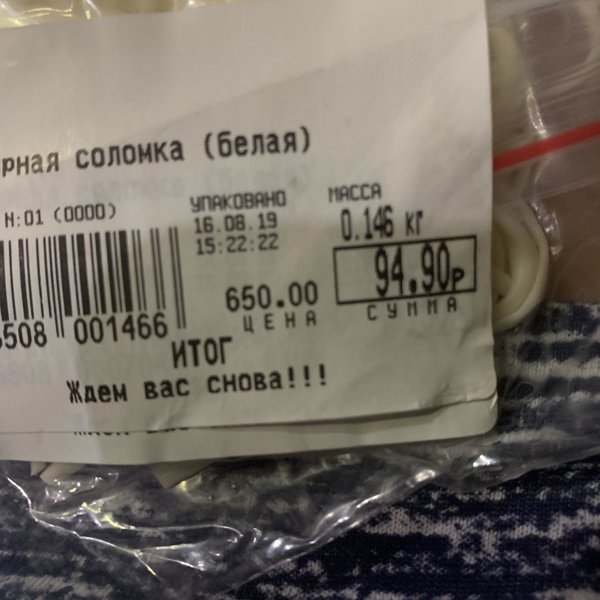 рная соломка (белая)
N:01 (0000)
УПАКОВАНО
16.08.19
15:22:22
МАССА
0.146 кг
650.00
ЦЕНА
94.90р
СУММА
508 001466
ИТОГ
Ждем вас снова!!!